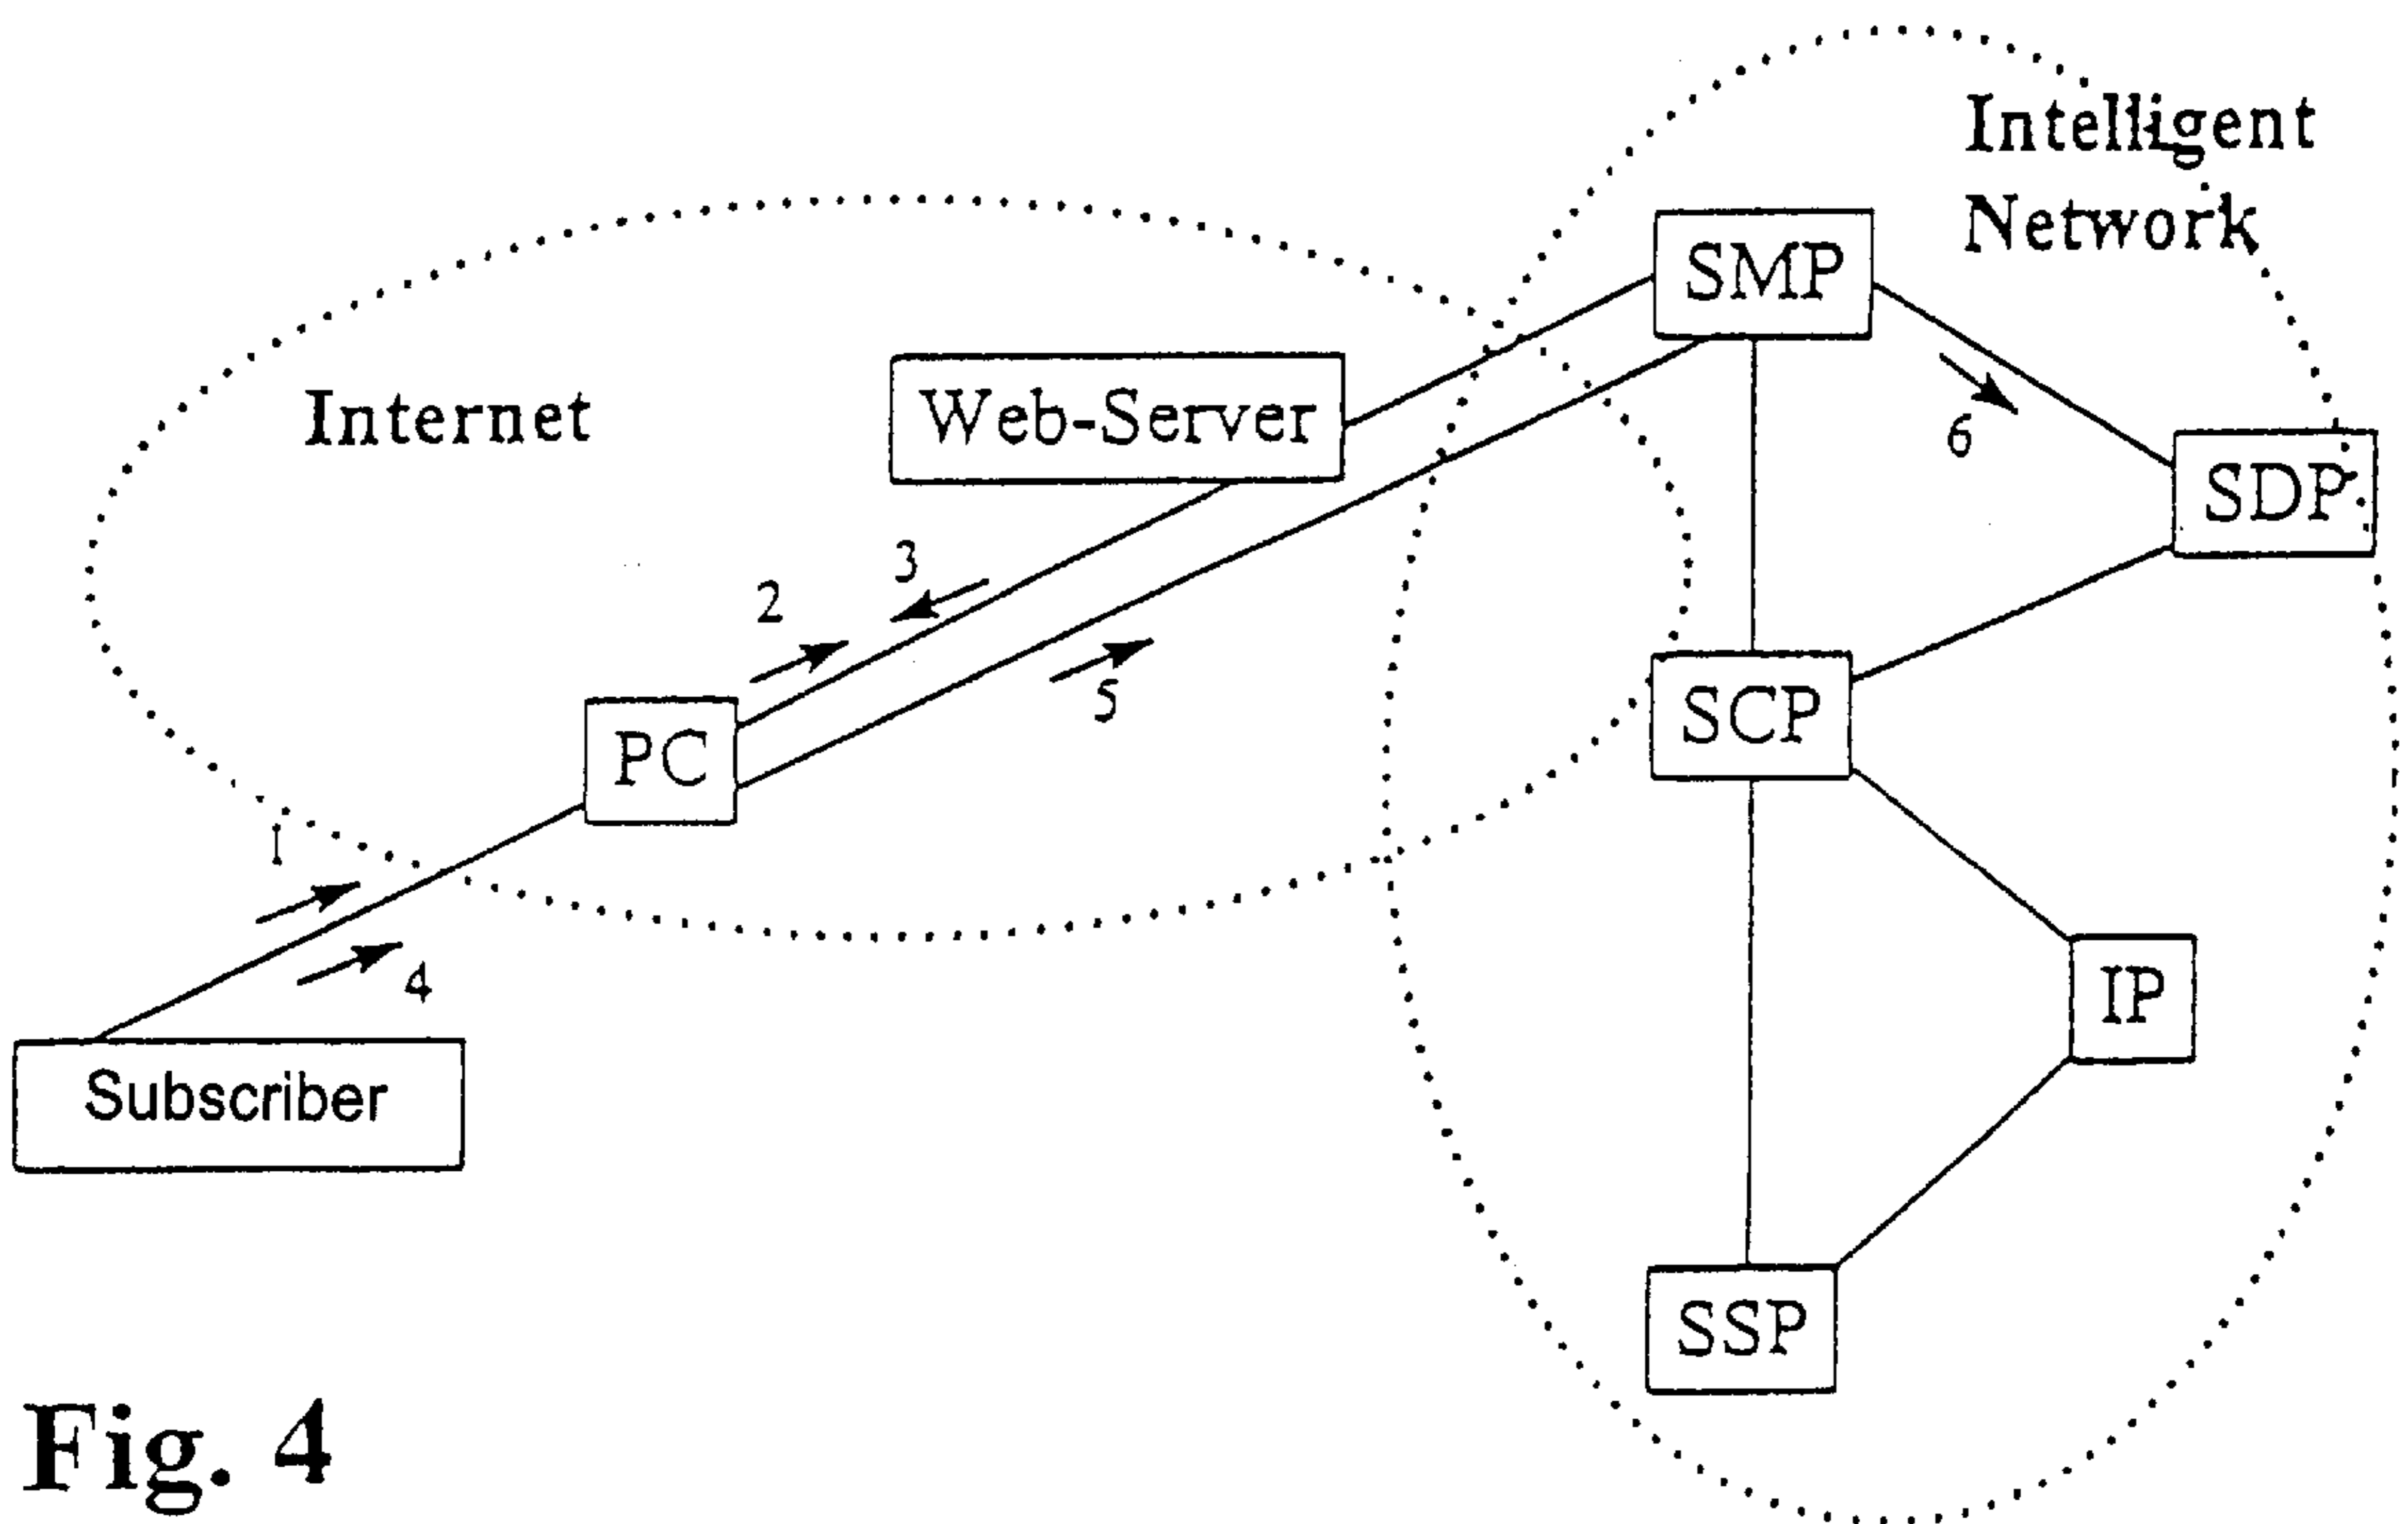 Intelligent
Network
SMP
Internet
Web-Server
6
SDP
3
2
5
SCP
PC
1
4
IP
Subscriber
SSP
Fig. 4